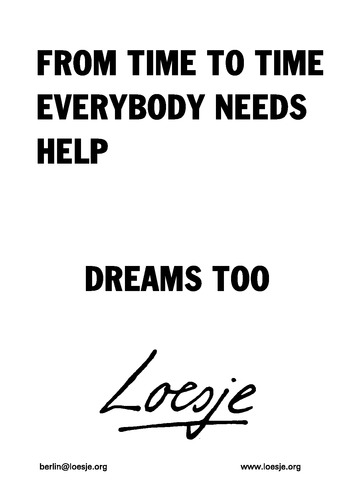 FROM TIME TO TIME
EVERYBODY NEEDS
HELP
DREAMS TOO
Loesje
berlin@loesje.org www.loesje.org